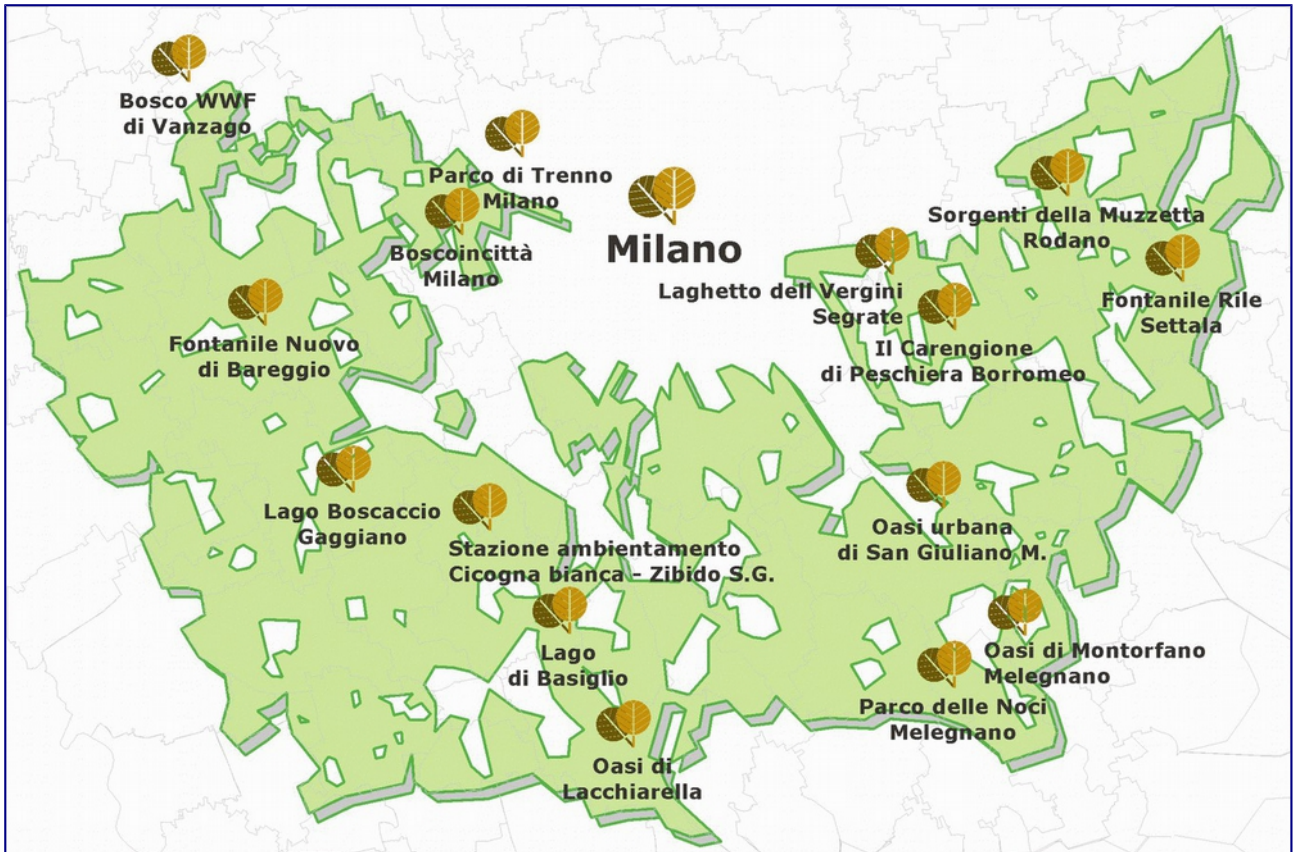 Bosco WWF
di Vanzago
Parco di Trenno
Milano
Boscoincittà
Milano
Milano
Sorgenti della Muzzetta
Rodano
Laghetto dell Vergini
Segrate
Fontanile Rile
Settala
Fontanile Nuovo
di Bareggio
Il Carengione
di Peschiera Borromeo
Lago Boscaccio
Gaggiano
Stazione ambientamento
Cicogna bianca - Zibido S.G.
Oasi urbana
di San Giuliano M.
Lago
di Basiglio
Oasi di Montorfano
Melegnano
Parco delle Noci
Melegnano
Oasi di
Lacchiarella